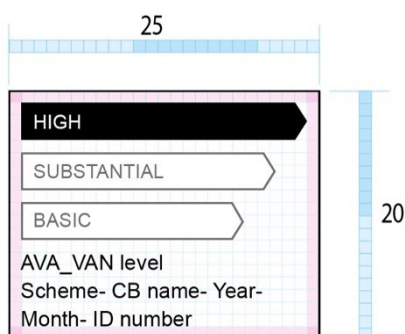 25
HIGH
SUBSTANTIAL
BASIC
20
AVA_VAN level
Scheme- CB name- Year-
Month- ID number